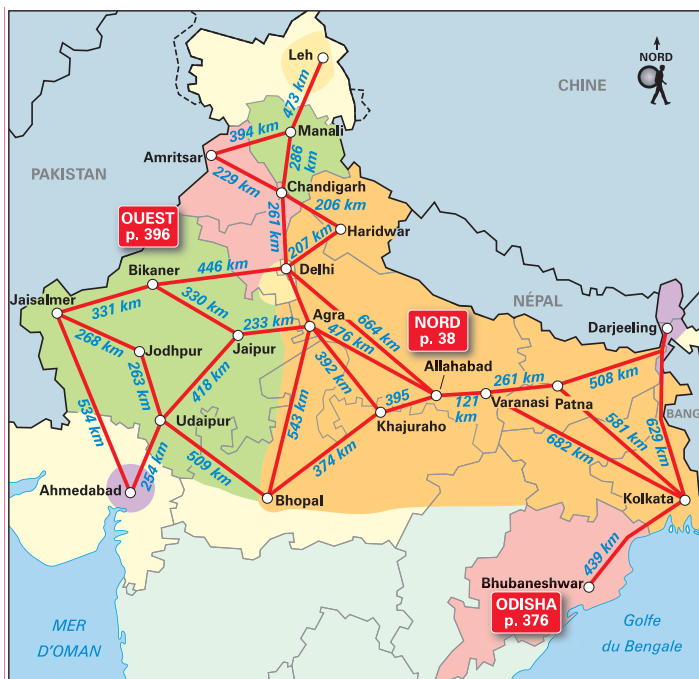 Leh
NORD
CHINE
473 km
394 km
Manali
Amritsar
286
km
PAKISTAN
229 km
Chandigarh
206 km
OUEST
p. 396
261 km
207 km
Haridwar
446 km
Delhi
Bikaner
NÉPAL
Jaisalmer
331 km
330 km
Agra
664 km
NORD
p. 38
Darjeeling
233 km
476 km
268 km
Jodhpur
Jaipur
392 km
Allahabad
263 km
418 km
261 km
508 km
395
121
km
Varanasi
Patna
BANG
534 km
Udaipur
543 km
Khajuraho
581 km
629 km
254 km
509 km
374 km
682 km
Ahmedabad
Bhopal
Kolkata
439 km
Bhubaneshwar
ODISHA
p. 376
MER
D'OMAN
Golfe
du Bengale